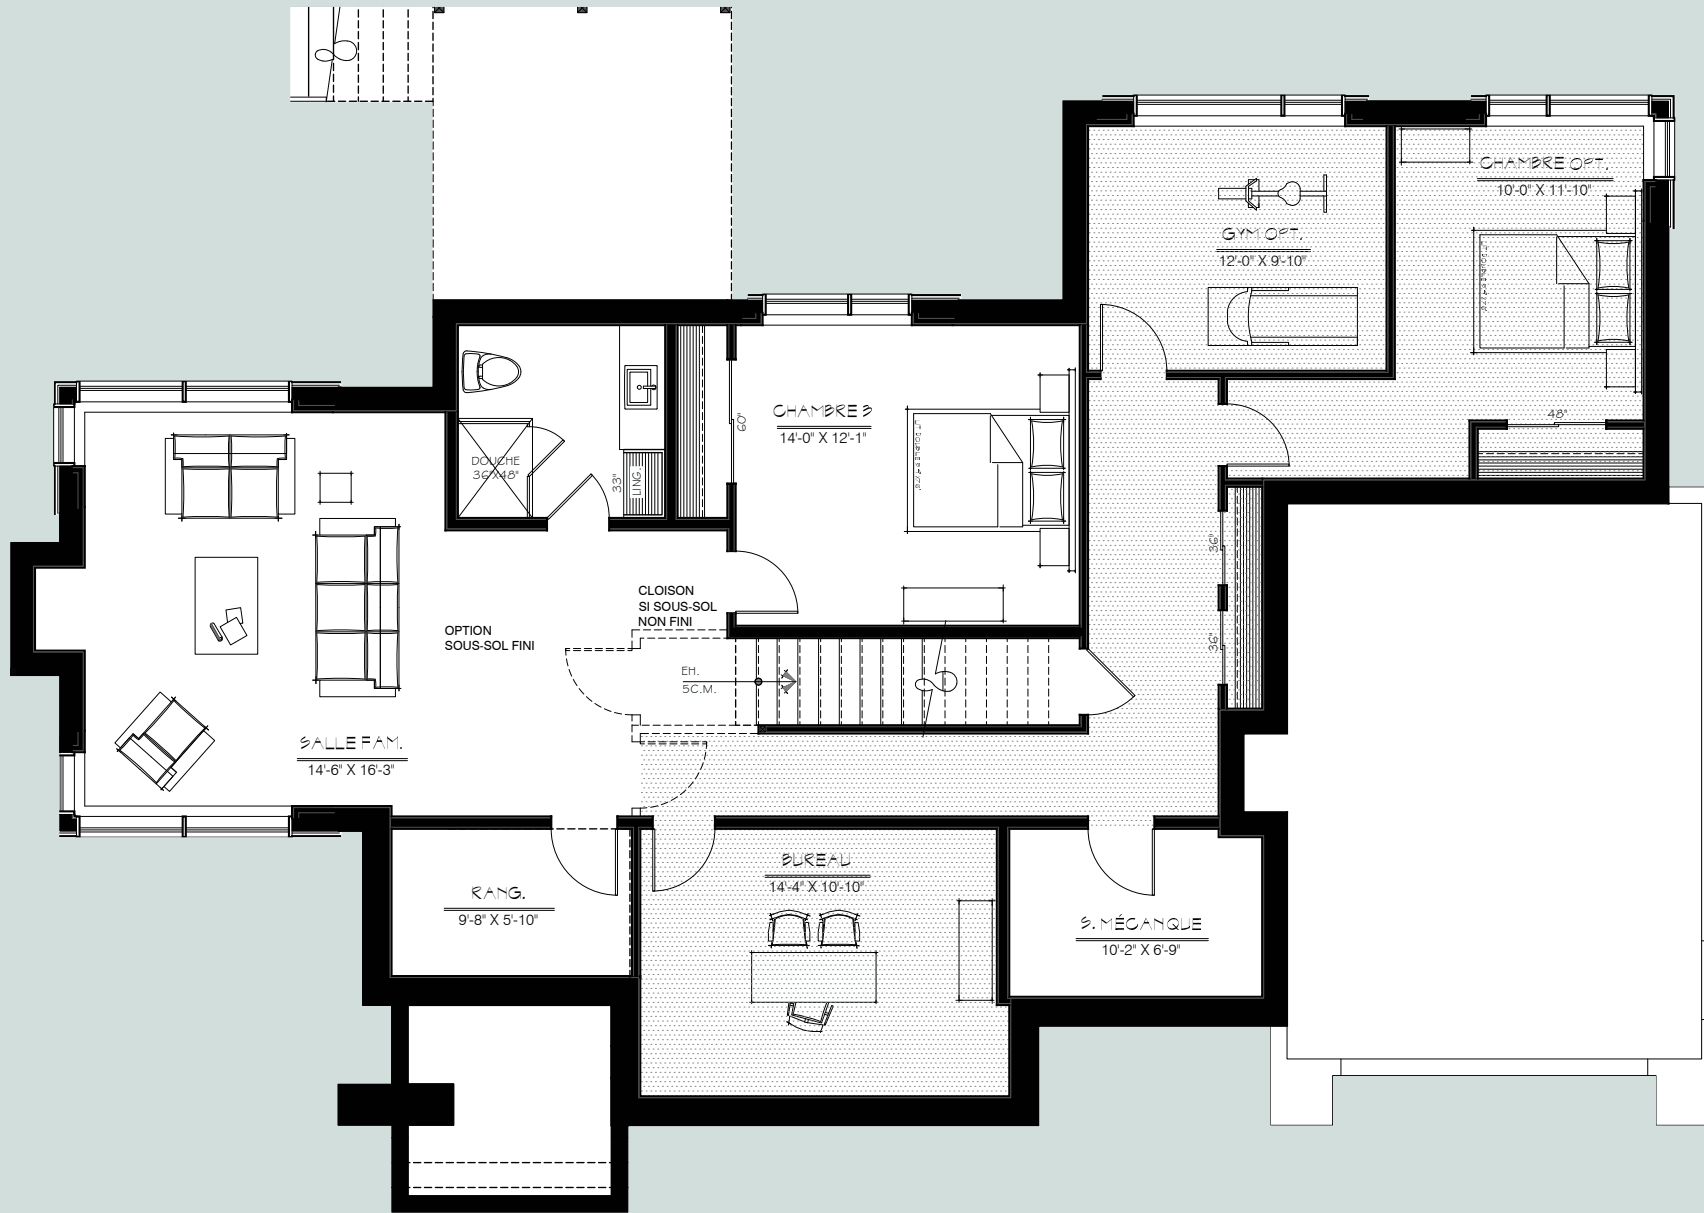 CHAMBRE OPT.
10'-0" X 11'-10"
GYM OPT.
12'-0" X 9'-10"
CHAMBRE 3
14'-0" X 12'-1"
60"
48"
DOUCHE
36"X48"
33"
LING.
36"
36"
CLOISON
SI SOUS-SOL
NON FINI
OPTION
SOUS-SOL FINI
EH.
5C.M.
SALLE FAM.
14'-6" X 16'-3"
BUREAU
14'-4" X 10'-10"
RANG.
9'-8" X 5'-10"
S. MÉCANQUE
10'-2" X 6'-9"